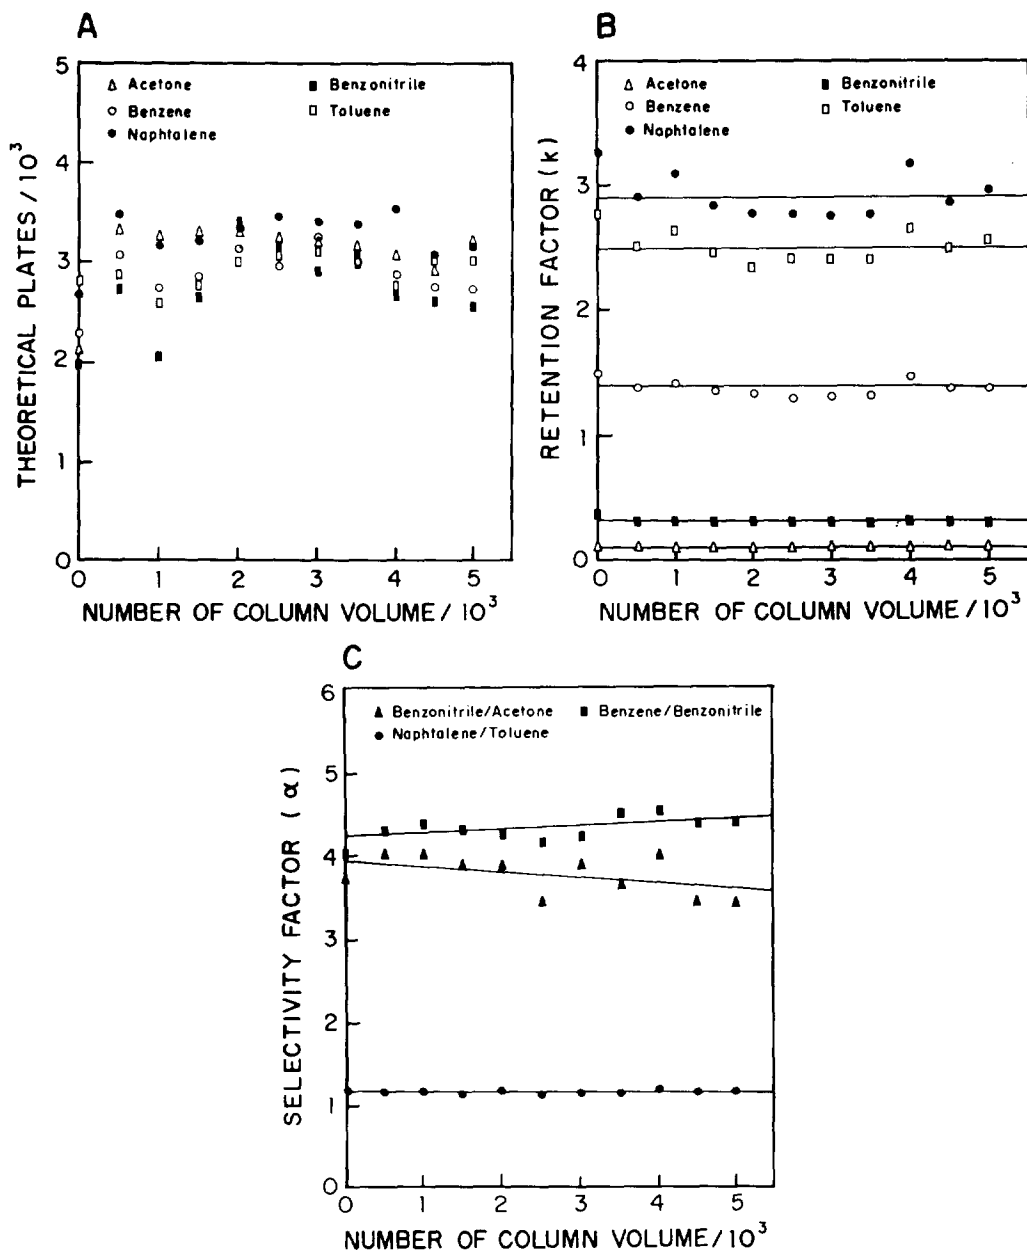 A
THEORETICAL PLATES / 10³
5
4
3
2
1
0
Acetone
Benzonitrile
Benzene
Toluene
Naphtalene
0 1 2 3 4 5
NUMBER OF COLUMN VOLUME / 10³
B
RETENTION FACTOR (k)
4
3
2
1
0
Acetone
Benzonitrile
Benzene
Toluene
Naphtalene
0 1 2 3 4 5
NUMBER OF COLUMN VOLUME / 10³
C
SELECTIVITY FACTOR (α)
6
5
4
3
2
1
0
Benzonitrile/Acetone
Benzene/Benzonitrile
Naphtalene/Toluene
0 1 2 3 4 5
NUMBER OF COLUMN VOLUME / 10³